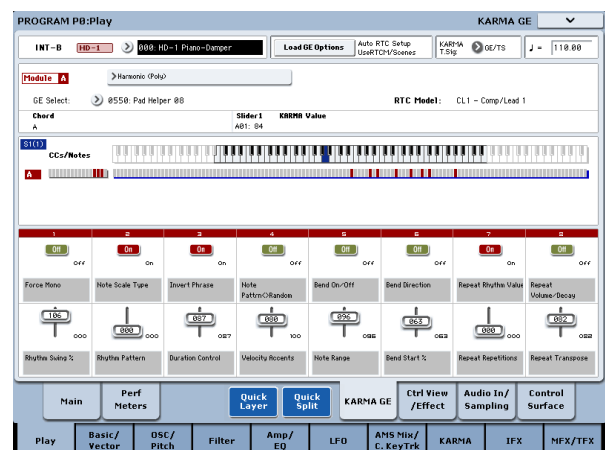 PROGRAM P0:Play KARMA GE
INT-B HD-1 000: HD-1 Piano-Damper Load GE Options Auto RTC Setup UseRTCM/Scenes KARMA T.Sig: GE/TS ♩= 110.00
Module A Harmonic (Poly)
GE Select: 0550: Pad Helper 08 RTC Model: CL1 - Comp/Lead 1
Chord Slider1 KARMA Value
A A01: 84
S1(1)
CCs/Notes
A
1 2 3 4 5 6 7 8
Off On On Off Off Off On Off
Off On On Off Off Off On Off
Force Mono Note Scale Type Invert Phrase Note Pattrn<>Random Bend On/Off Bend Direction Repeat Rhythm Value Repeat Volume/Decay
106 000 087 080 096 063 000 082
000 000 087 100 086 063 000 082
Rhythm Swing % Rhythm Pattern Duration Control Velocity Accents Note Range Bend Start % Repeat Repetitions Repeat Transpose
Main Perf Meters Quick Layer Quick Split KARMA GE Ctrl View /Effect Audio In/ Sampling Control Surface
Play Basic/ Vector OSC/ Pitch Filter Amp/ EQ LFO AMS Mix/ C.KeyTrk KARMA IFX MFX/TFX